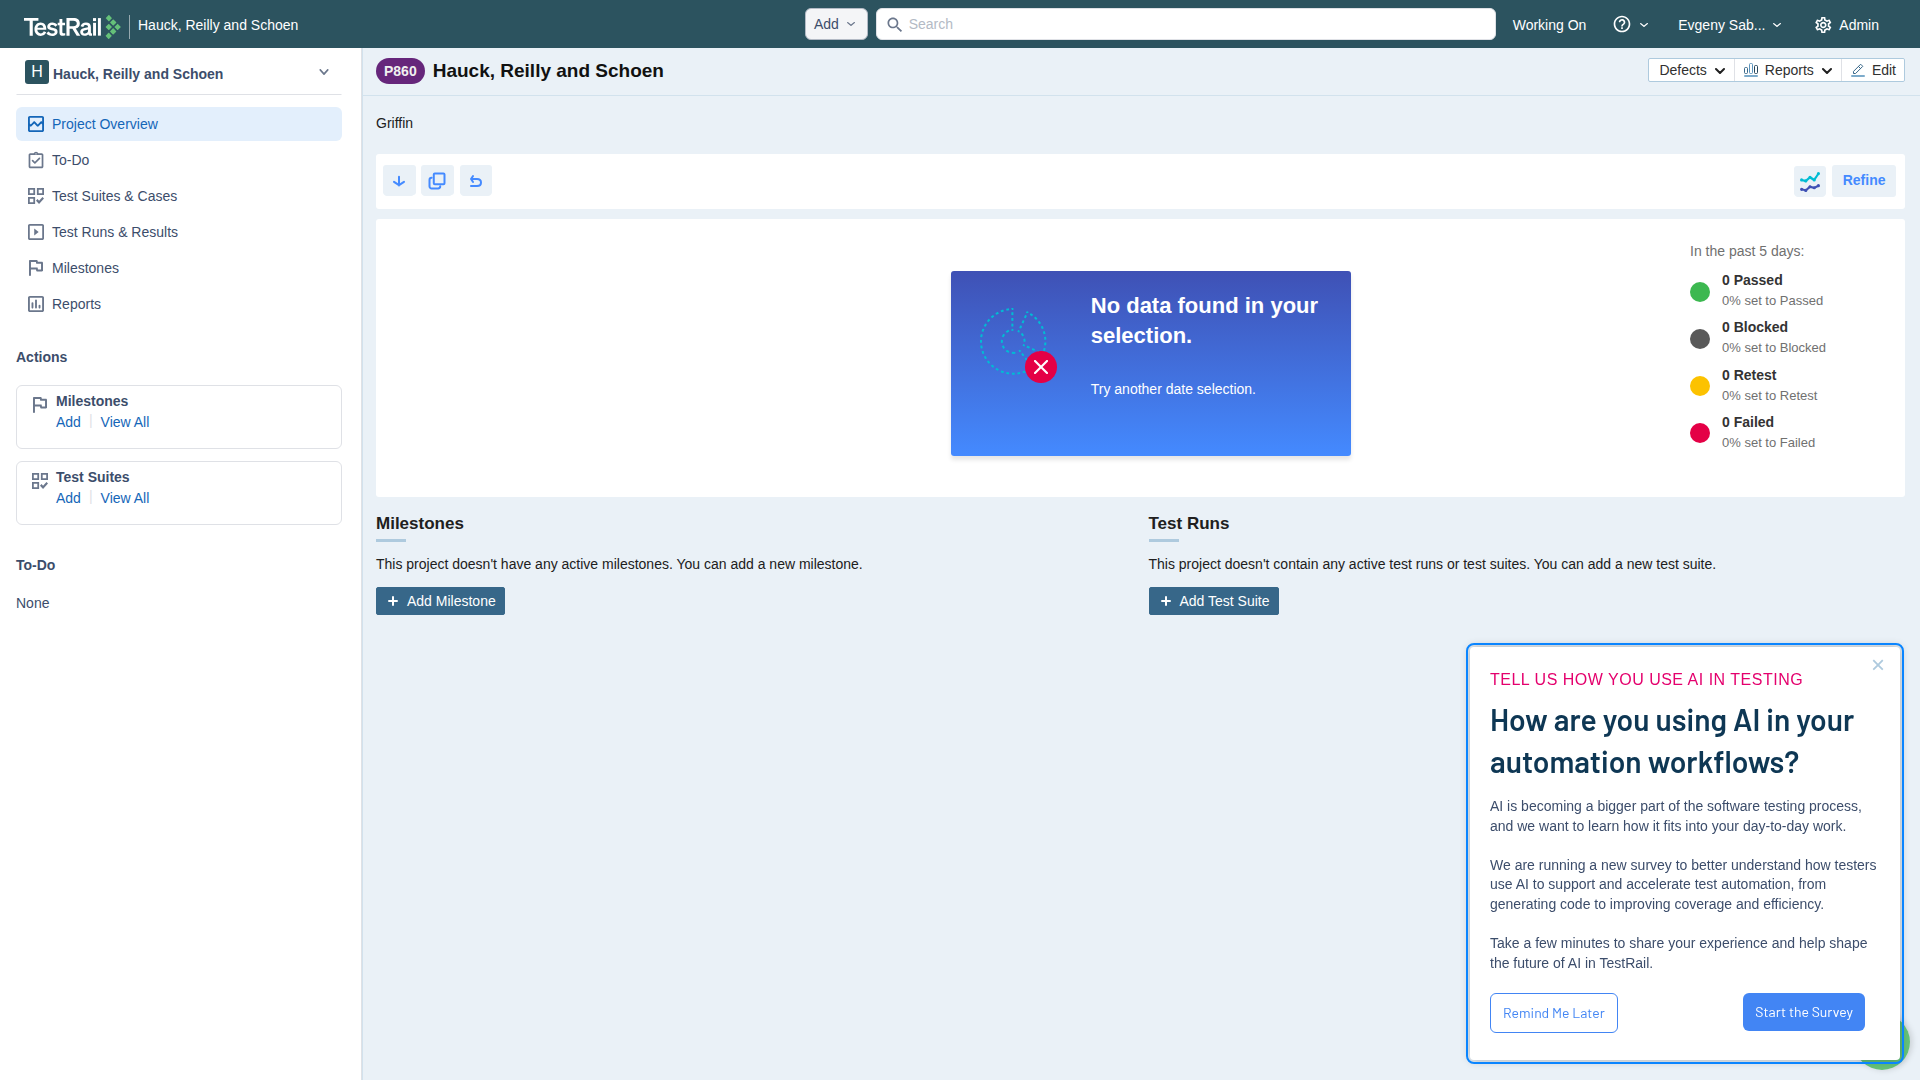 TestRail
Hauck, Reilly and Schoen
Add
Search
Working On
Evgeny Sab...
Admin
H
Hauck, Reilly and Schoen
Project Overview
To-Do
Test Suites & Cases
Test Runs & Results
Milestones
Reports
Actions
Milestones
Add
View All
Test Suites
Add
View All
To-Do
None
P860
Hauck, Reilly and Schoen
Defects
Reports
Edit
Griffin
Refine
No data found in your
selection.
Try another date selection.
In the past 5 days:
0 Passed
0% set to Passed
0 Blocked
0% set to Blocked
0 Retest
0% set to Retest
0 Failed
0% set to Failed
Milestones
This project doesn't have any active milestones. You can add a new milestone.
Add Milestone
Test Runs
This project doesn't contain any active test runs or test suites. You can add a new test suite.
Add Test Suite
TELL US HOW YOU USE AI IN TESTING
How are you using AI in your
automation workflows?
AI is becoming a bigger part of the software testing process,
and we want to learn how it fits into your day-to-day work.
We are running a new survey to better understand how testers
use AI to support and accelerate test automation, from
generating code to improving coverage and efficiency.
Take a few minutes to share your experience and help shape
the future of AI in TestRail.
Remind Me Later
Start the Survey